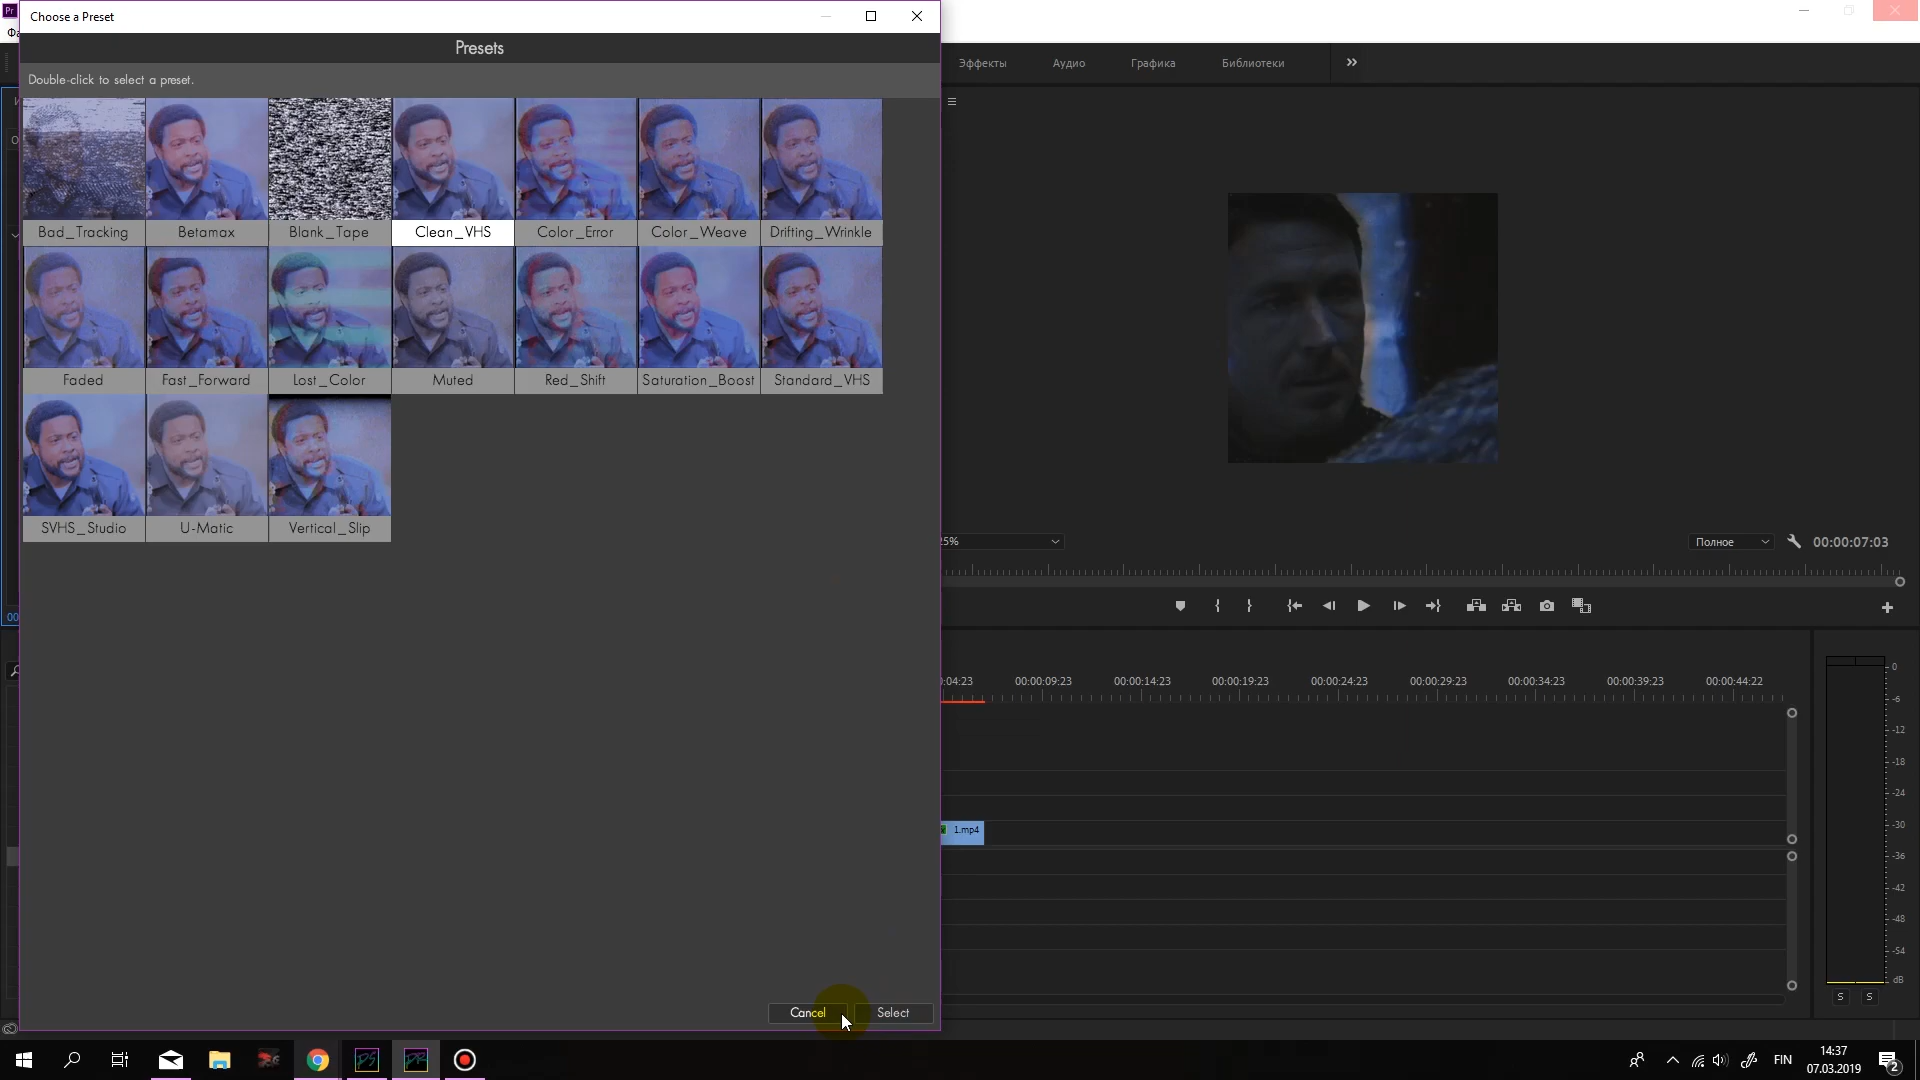 Pr
Choose a Preset
Presets
Double-click to select a preset.
Bad_Tracking
Betamax
Blank_Tape
Clean_VHS
Color_Error
Color_Weave
Drifting_Wrinkle
Faded
Fast_Forward
Lost_Color
Muted
Red_Shift
Saturation_Boost
Standard_VHS
SVHS_Studio
U-Matic
Vertical_Slip
Cancel
Select
Эффекты
Аудио
Графика
Библиотеки
25%
Полное
00:00:07:03
00
0:04:23
00:00:09:23
00:00:14:23
00:00:19:23
00:00:24:23
00:00:29:23
00:00:34:23
00:00:39:23
00:00:44:22
1.mp4
0
-6
-12
-18
-24
-30
-36
-42
-48
-54
dB
S
S
FIN
14:37
07.03.2019
2